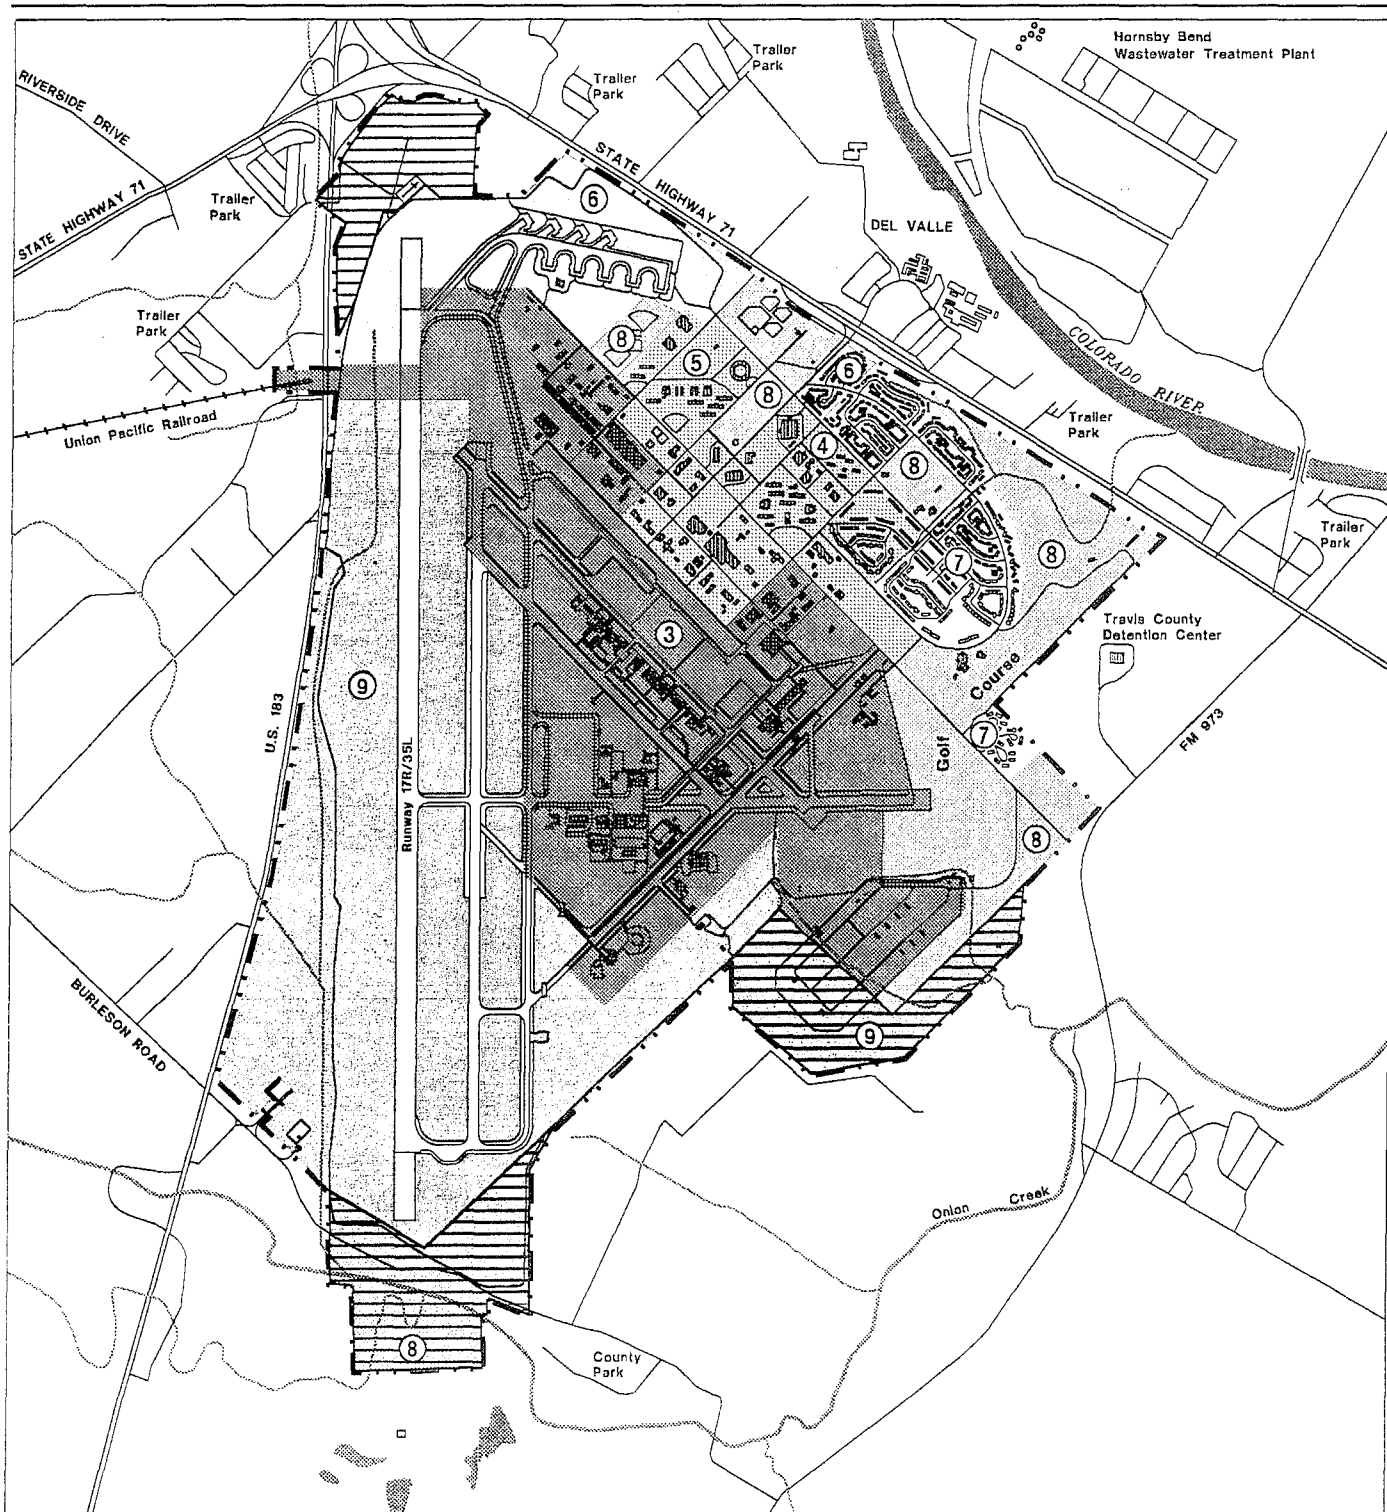 Hornsby Bend
Wastewater Treatment Plant
Trailer
Park
Trailer
Park
RIVERSIDE DRIVE
STATE HIGHWAY 71
STATE HIGHWAY 71
Trailer
Park
6
DEL VALLE
COLORADO RIVER
Trailer
Park
8
5
8
6
Union Pacific Railroad
Trailer
Park
4
8
Trailer
Park
8
7
Travis County
Detention Center
3
9
U.S. 183
Runway 17R/35L
Golf Course
7
FM 973
8
BURLESON ROAD
9
Onion Creek
8
County
Park